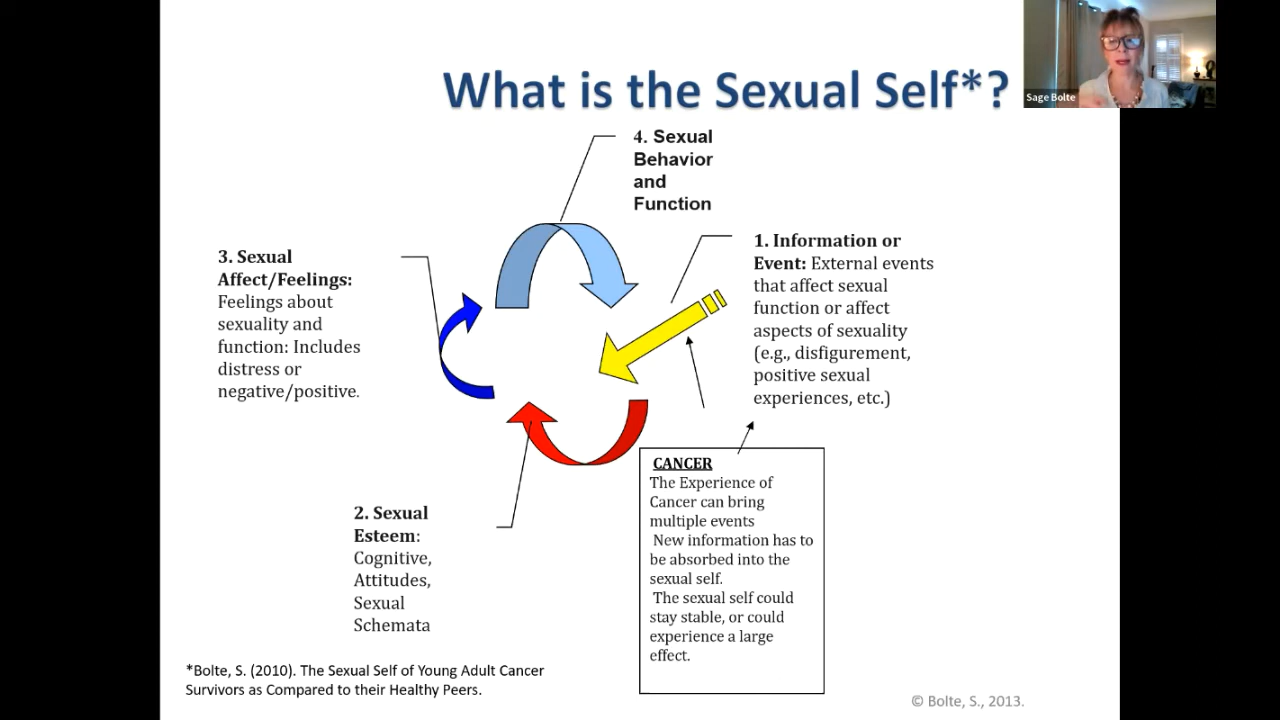 What is the Sexual Self*?
Sage Bolte
4. Sexual
Behavior
and
Function
1. Information or
Event: External events
that affect sexual
function or affect
aspects of sexuality
(e.g., disfigurement,
positive sexual
experiences, etc.)
3. Sexual
Affect/Feelings:
Feelings about
sexuality and
function: Includes
distress or
negative/positive.
CANCER
The Experience of
Cancer can bring
multiple events
New information has to
be absorbed into the
sexual self.
The sexual self could
stay stable, or could
experience a large
effect.
2. Sexual
Esteem:
Cognitive,
Attitudes,
Sexual
Schemata
*Bolte, S. (2010). The Sexual Self of Young Adult Cancer
Survivors as Compared to their Healthy Peers.
© Bolte, S., 2013.